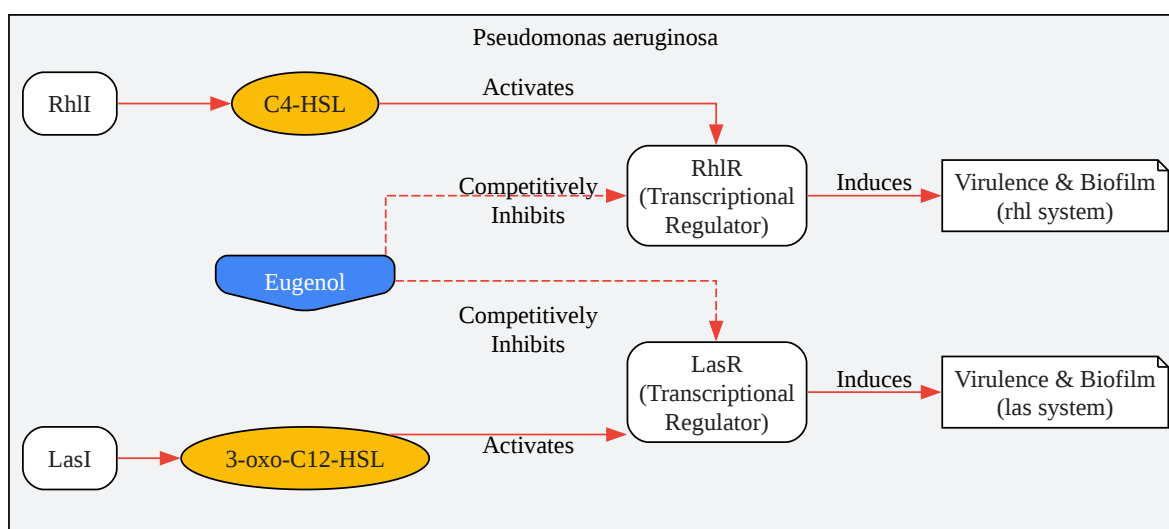 Pseudomonas aeruginosa
RhlI
C4-HSL
Activates
RhlR
(Transcriptional
Regulator)
Induces
Virulence & Biofilm
(rhl system)
Competitively
Inhibits
Eugenol
Competitively
Inhibits
LasR
(Transcriptional
Regulator)
Induces
Virulence & Biofilm
(las system)
LasI
3-oxo-C12-HSL
Activates